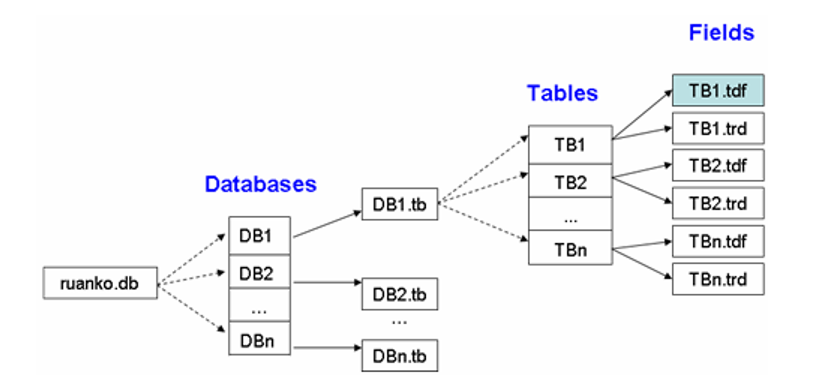 Fields
Tables
Databases
ruanko.db
DB1
DB2
...
DBn
DB1.tb
DB2.tb
...
DBn.tb
TB1
TB2
...
TBn
TB1.tdf
TB1.trd
TB2.tdf
TB2.trd
TBn.tdf
TBn.trd